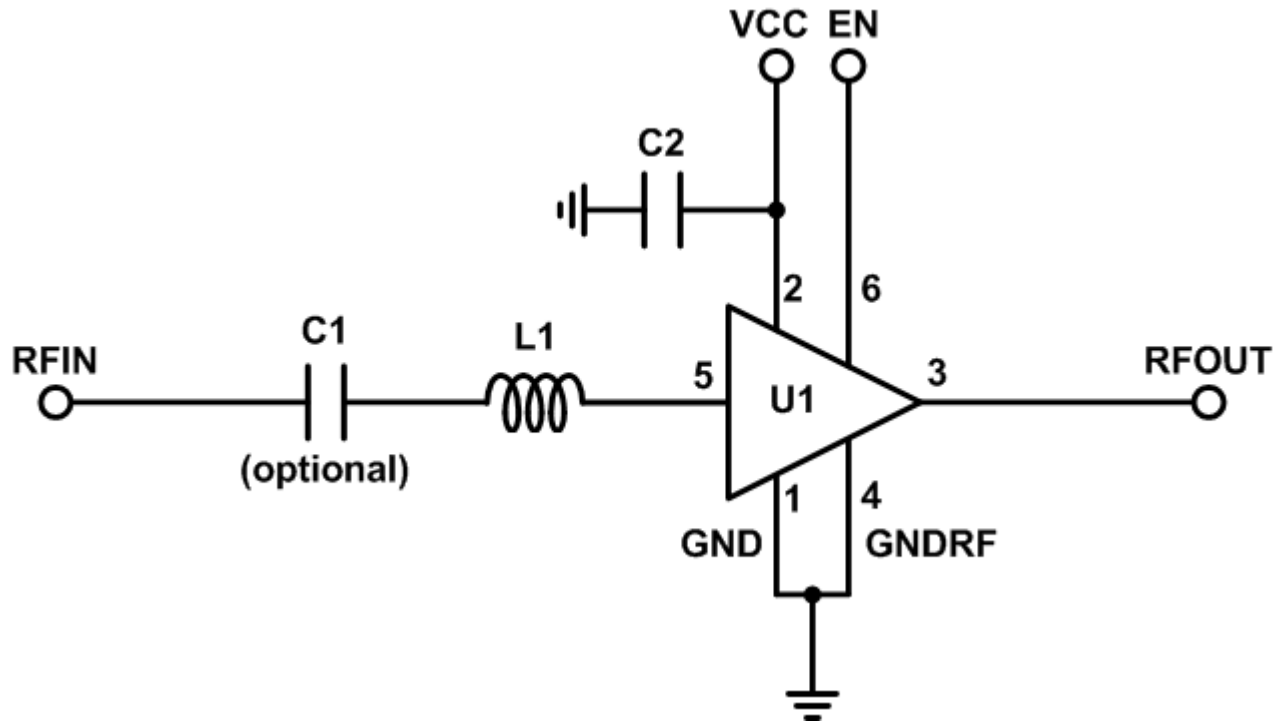 VCC EN
C2
2 6
C1 L1
RFIN 5 U1 3 RFOUT
(optional)
1 4
GND GNDRF